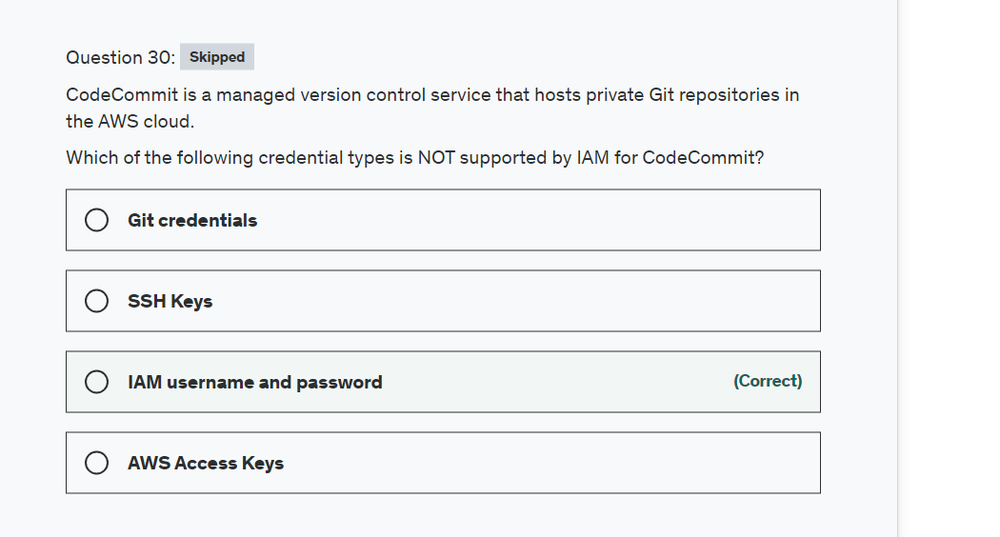 Question 30: Skipped
CodeCommit is a managed version control service that hosts private Git repositories in
the AWS cloud.
Which of the following credential types is NOT supported by IAM for CodeCommit?
Git credentials
SSH Keys
IAM username and password (Correct)
AWS Access Keys